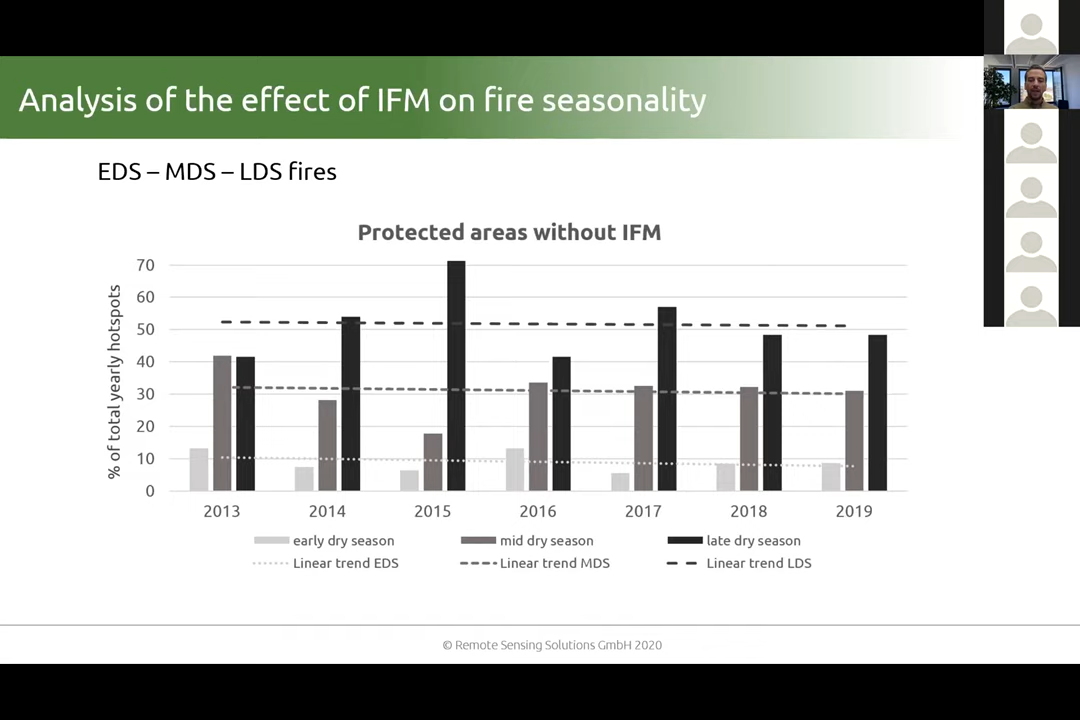 Analysis of the effect of IFM on fire seasonality
EDS – MDS – LDS fires
Protected areas without IFM
% of total yearly hotspots
70
60
50
40
30
20
10
0
2013 2014 2015 2016 2017 2018 2019
early dry season mid dry season late dry season
Linear trend EDS Linear trend MDS Linear trend LDS
© Remote Sensing Solutions GmbH 2020